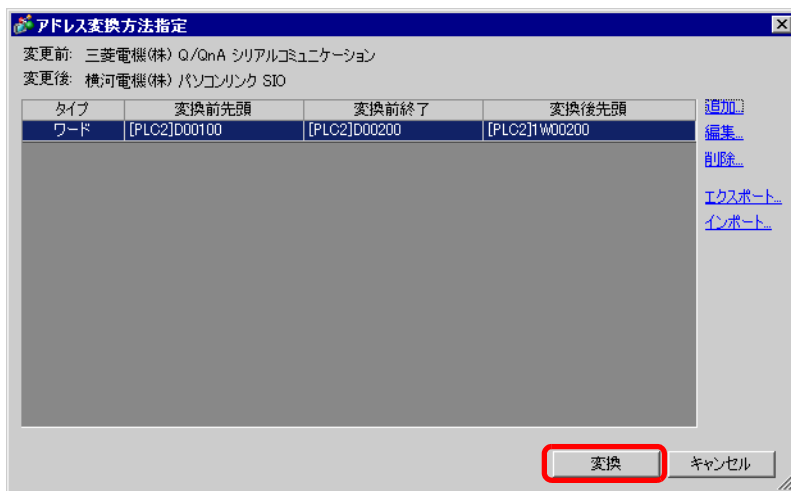 アドレス変換方法指定
変更前: 三菱電機(株) Q/QnA シリアルコミュニケーション
変更後: 横河電機(株) パソコンリンク SIO
タイプ 変換前先頭 変換前終了 変換後先頭
ワード [PLC2]D00100 [PLC2]D00200 [PLC2]1W00200
追加...
編集...
削除...
エクスポート...
インポート...
変換 キャンセル